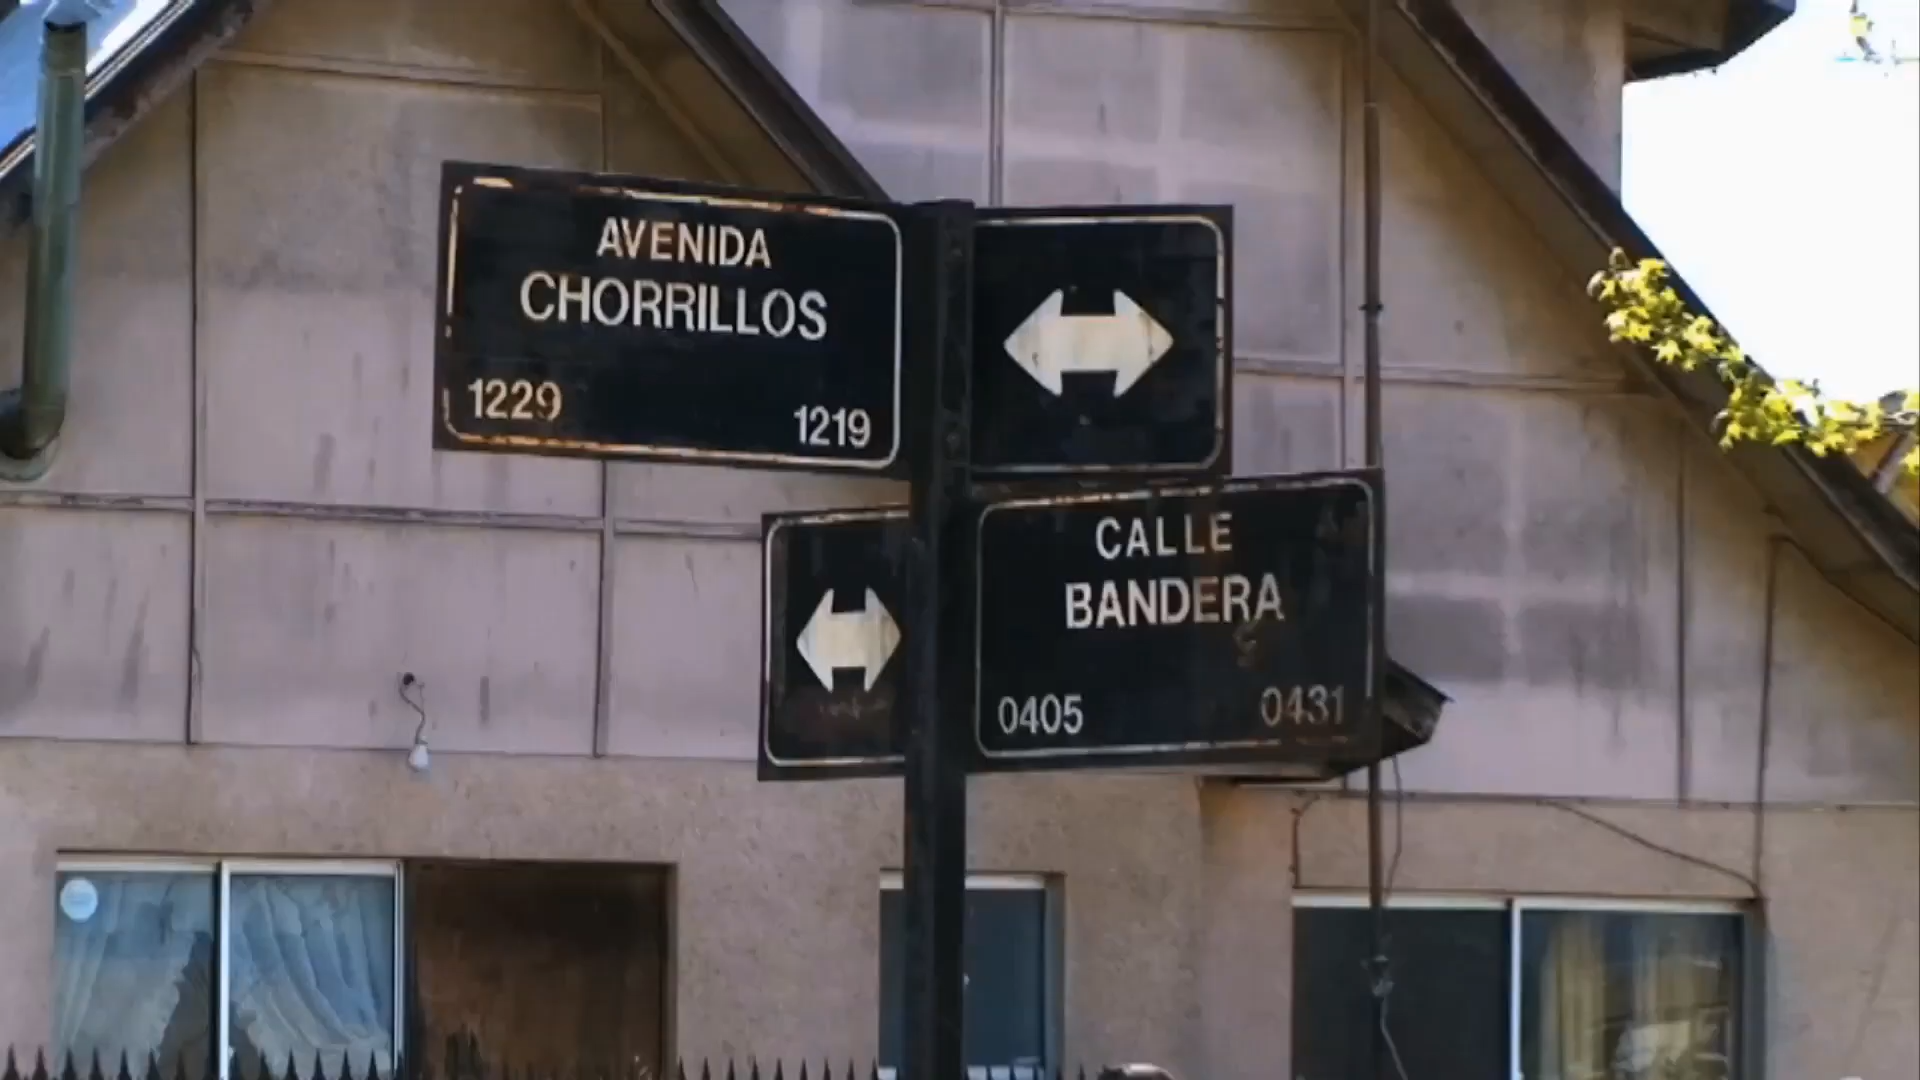 AVENIDA
CHORRILLOS
1229 1219
CALLE
BANDERA
0405 0431